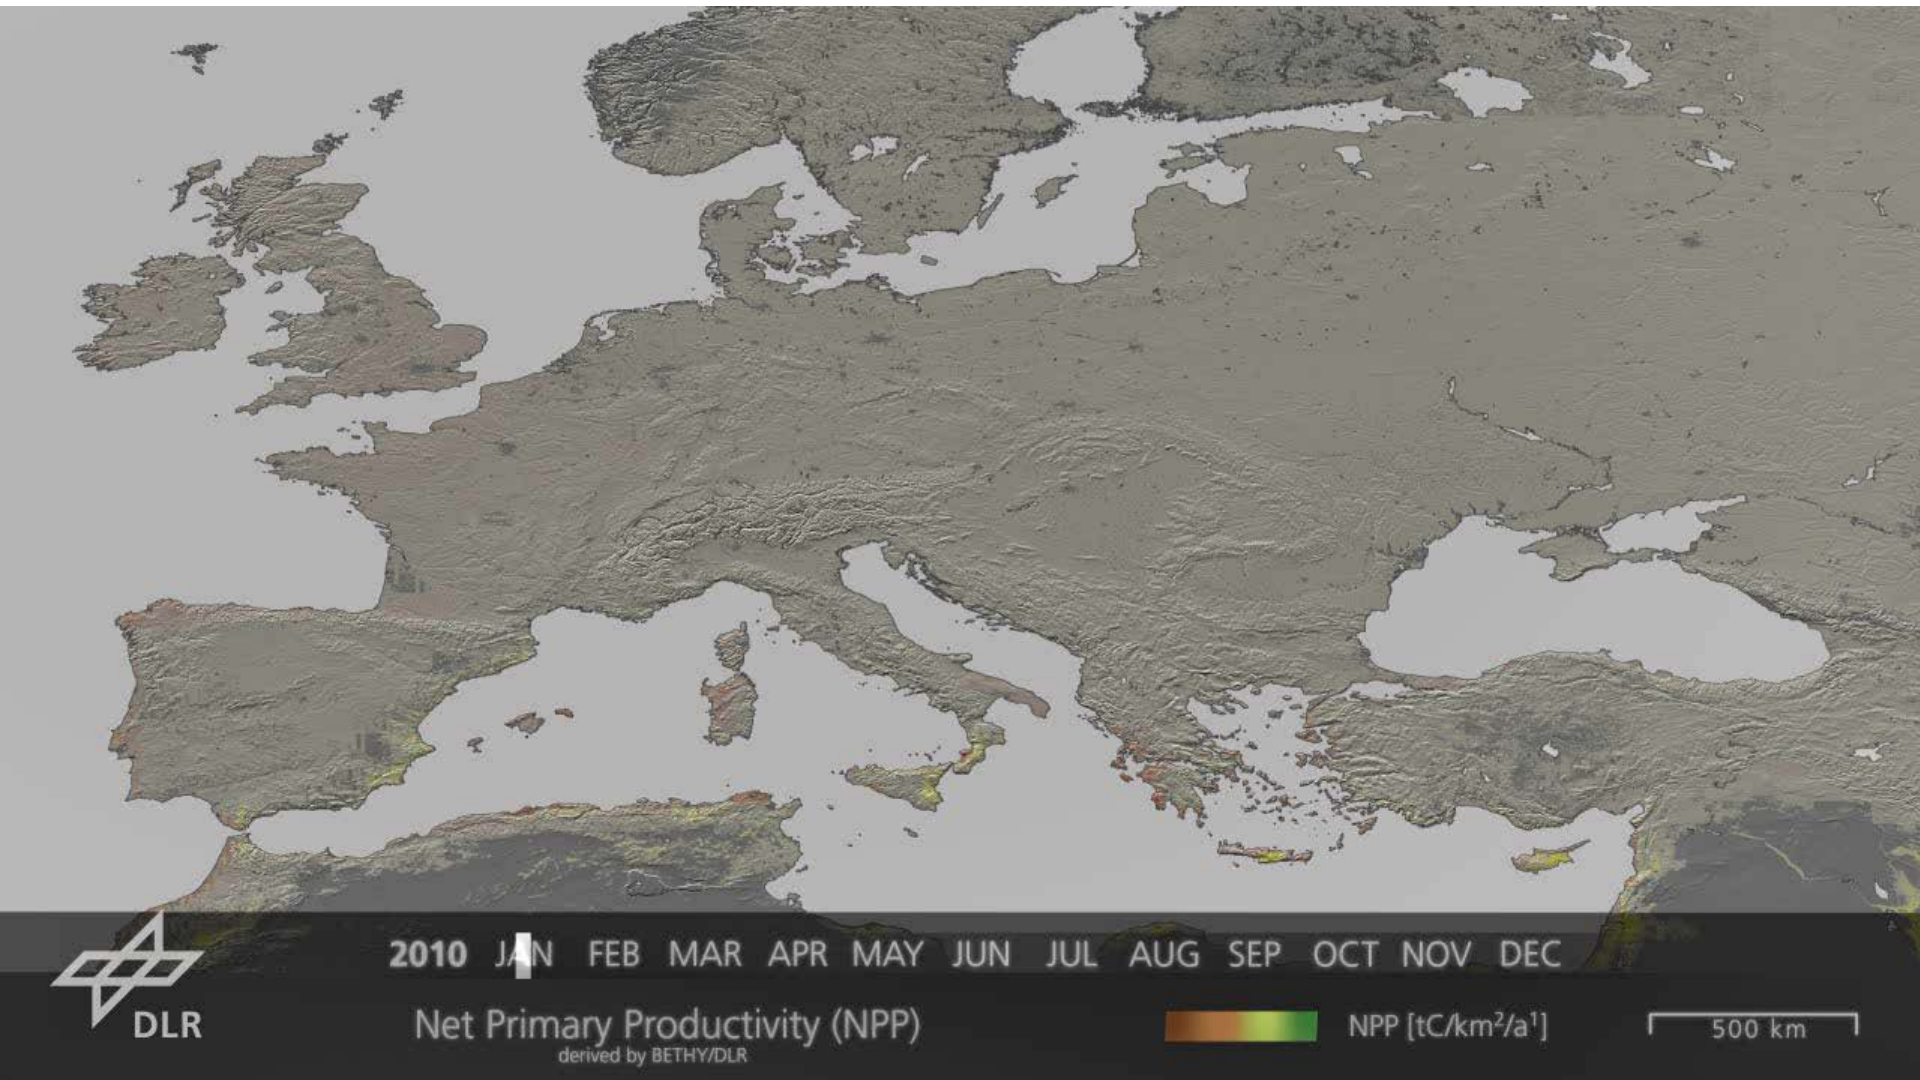 2010 JAN FEB MAR APR MAY JUN JUL AUG SEP OCT NOV DEC
DLR
Net Primary Productivity (NPP)
derived by BETHY/DLR
NPP [tC/km²/a¹]
500 km